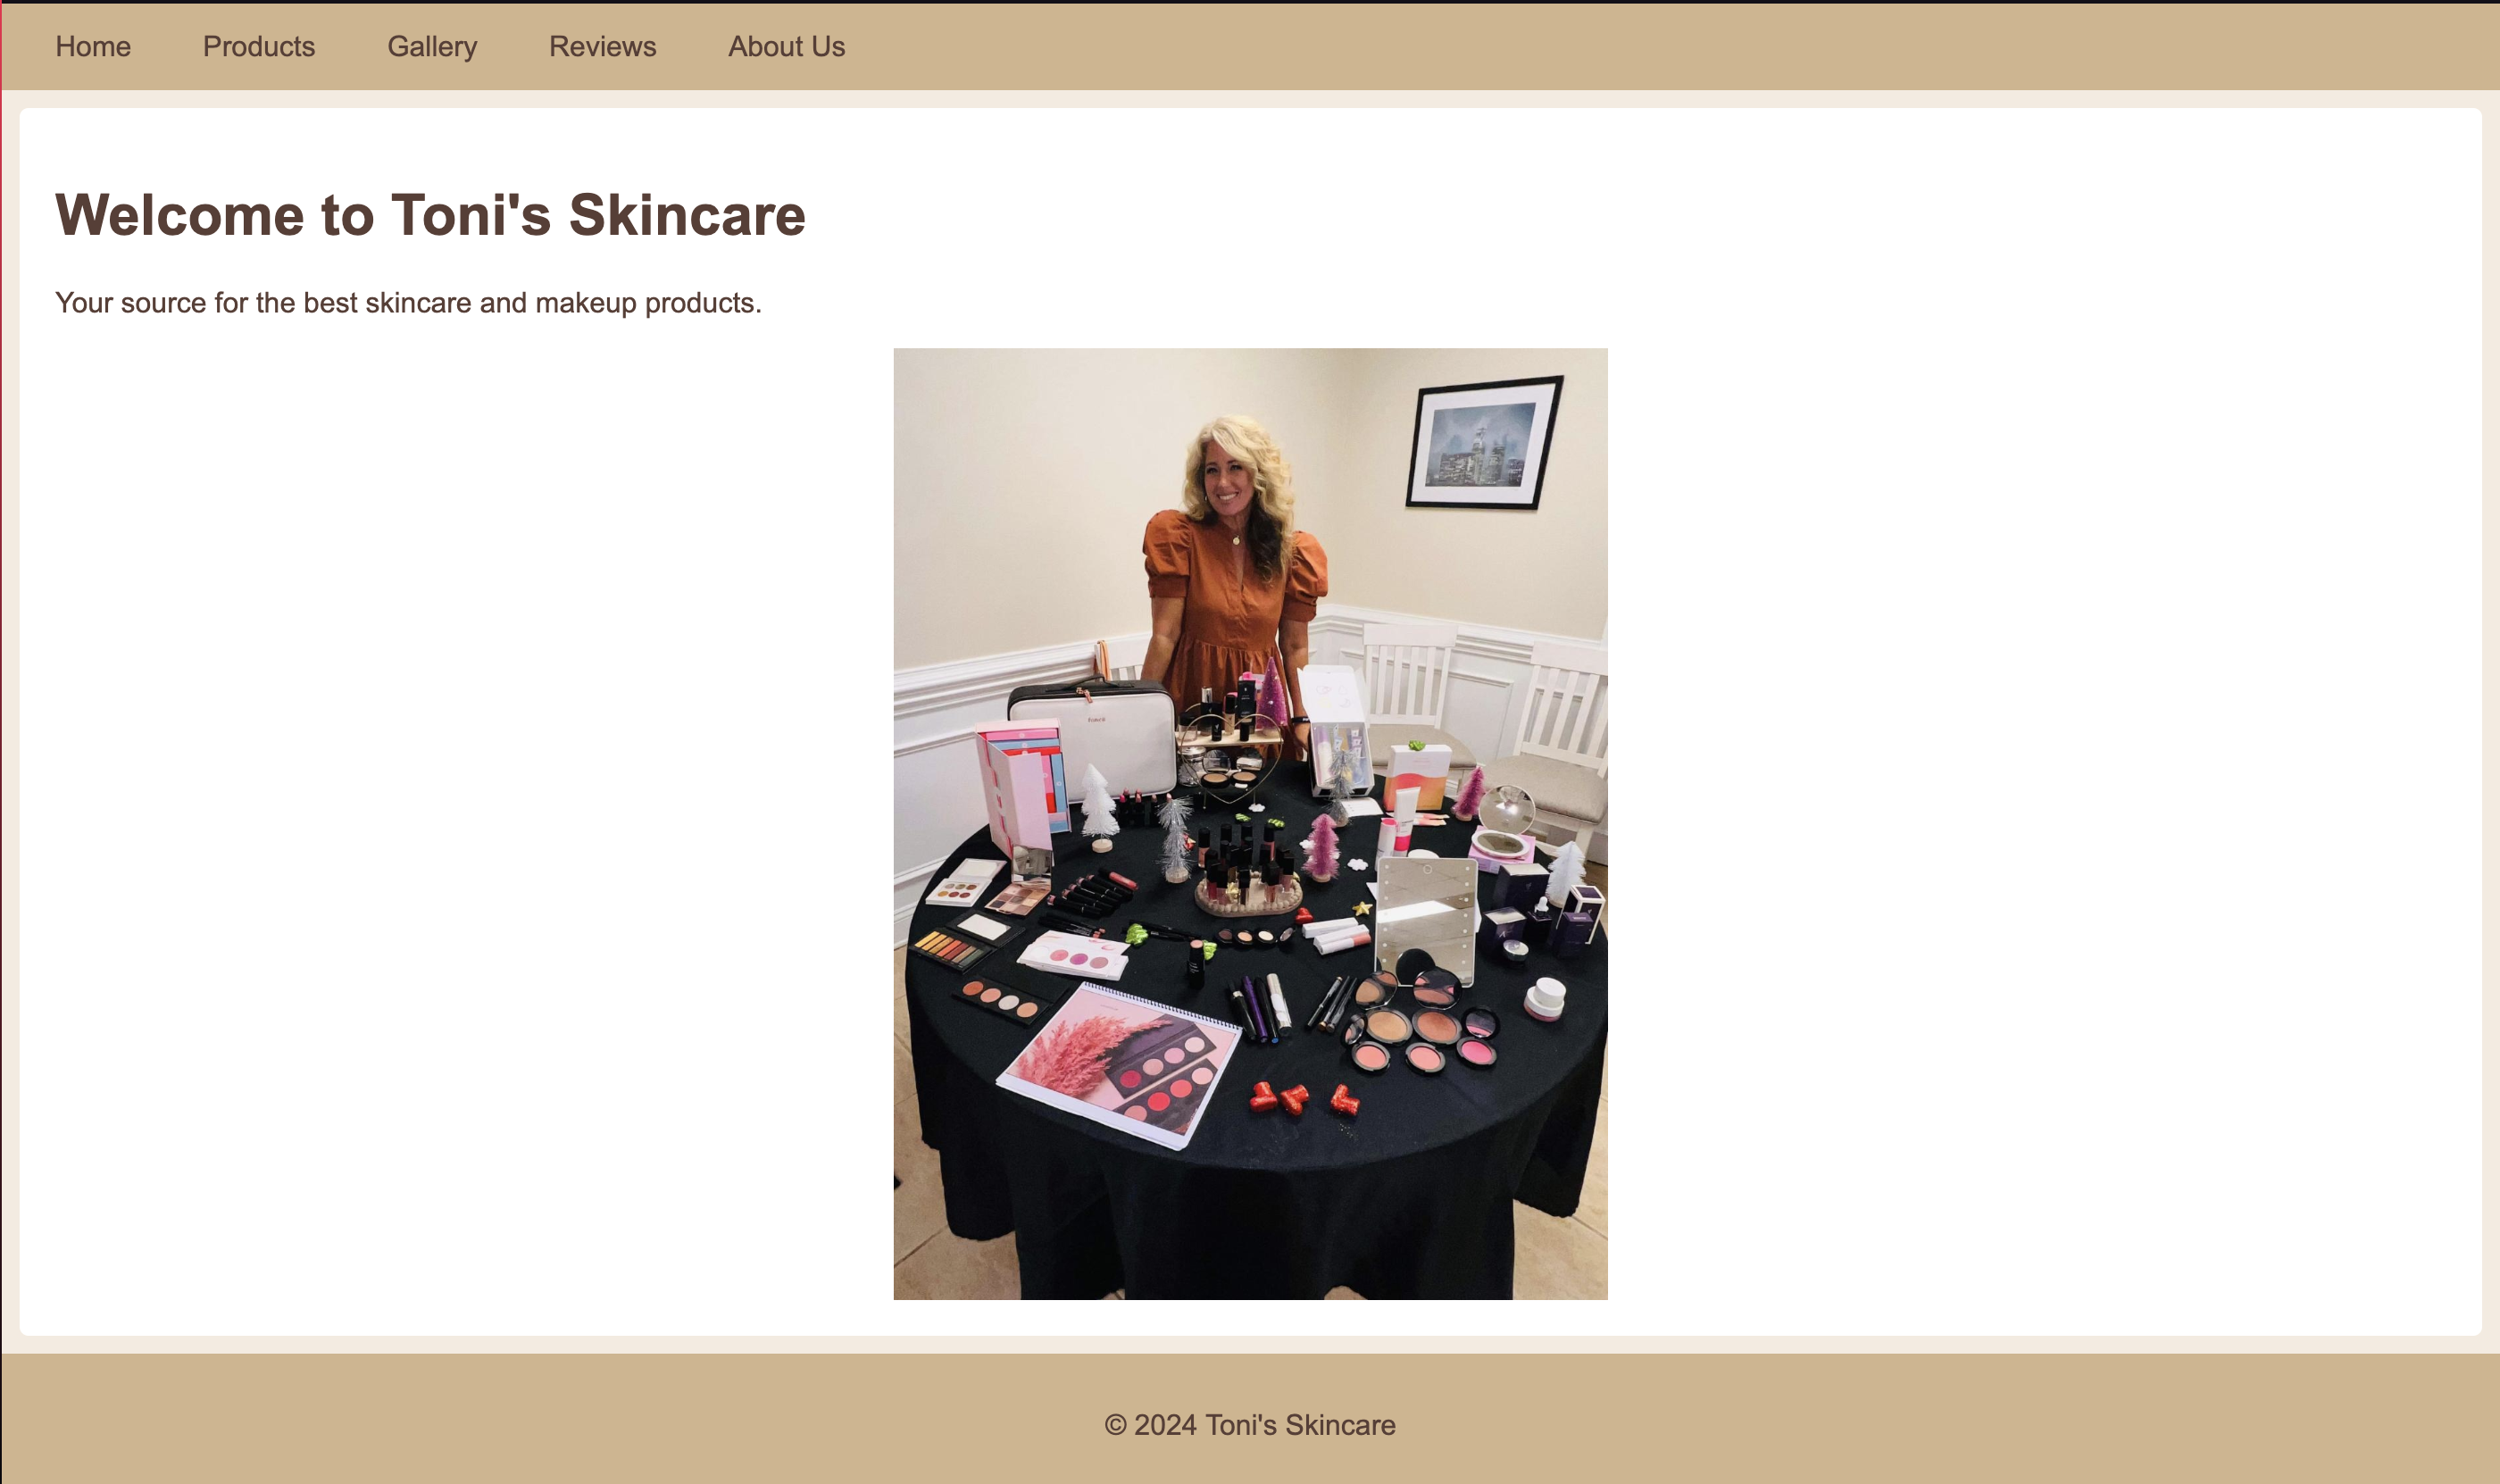 Home Products Gallery Reviews About Us
Welcome to Toni's Skincare
Your source for the best skincare and makeup products.
© 2024 Toni's Skincare